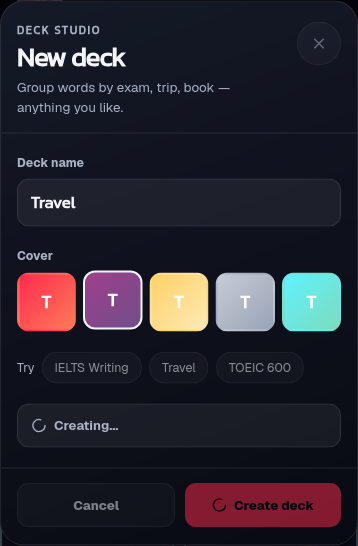 DECK STUDIO
New deck
Group words by exam, trip, book —
anything you like.
Deck name
Travel
Cover
T T T T T
Try IELTS Writing Travel TOEIC 600
Creating...
Cancel Create deck